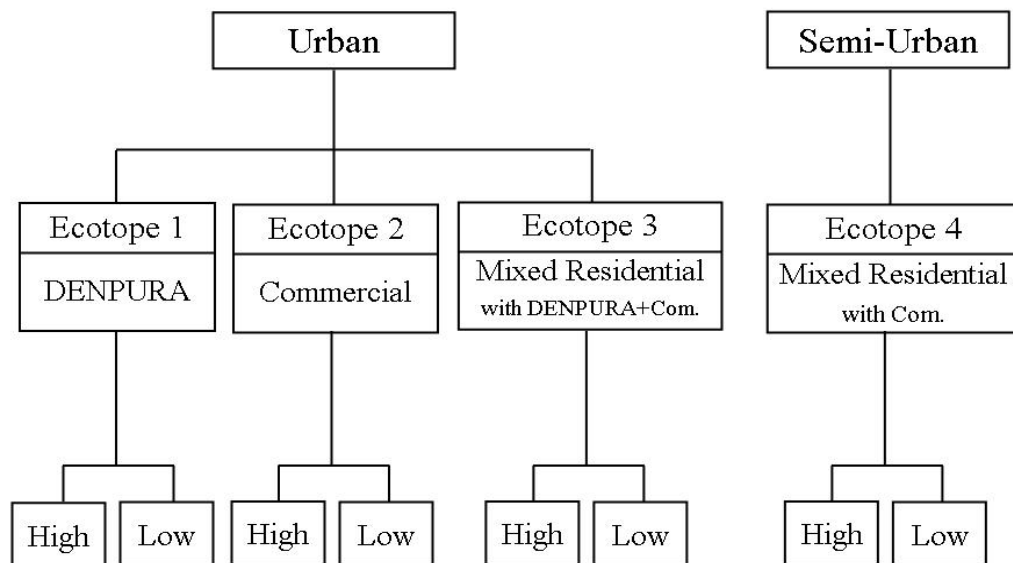 Urban
Semi-Urban
Ecotope 1
Ecotope 2
Ecotope 3
Ecotope 4
DENPURA
Commercial
Mixed Residential
with DENPURA+Com.
Mixed Residential
with Com.
High
Low
High
Low
High
Low
High
Low